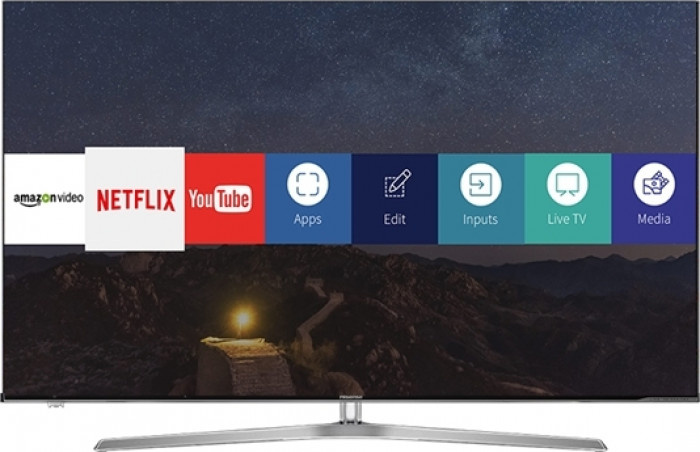 amazon video
NETFLIX
YouTube
Apps
Edit
Inputs
Live TV
Media